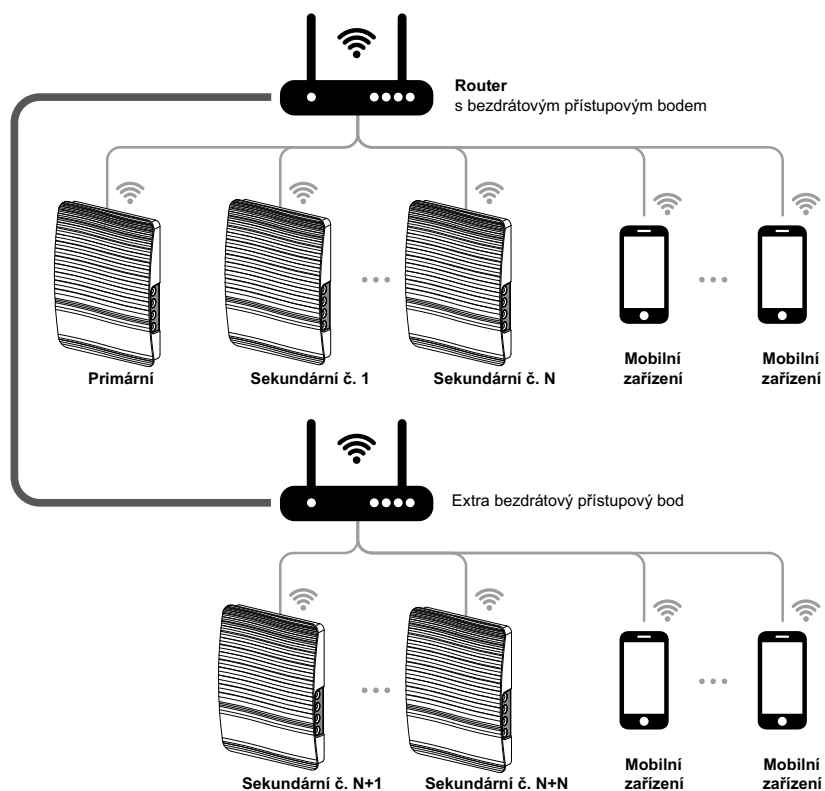 Router
s bezdrátovým přístupovým bodem
Primární
Sekundární č. 1
Sekundární č. N
Mobilní
zařízení
Mobilní
zařízení
Extra bezdrátový přístupový bod
Sekundární č. N+1
Sekundární č. N+N
Mobilní
zařízení
Mobilní
zařízení